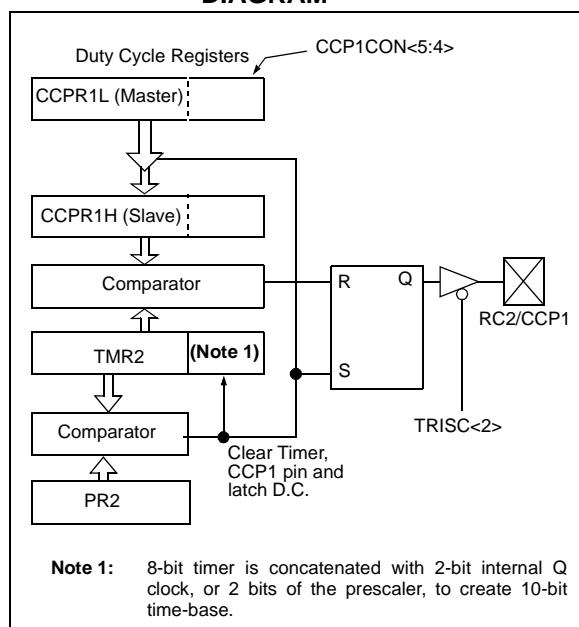 DIAGRAM
Duty Cycle Registers
CCP1CON<5:4>
CCPR1L (Master)
CCPR1H (Slave)
Comparator
R
Q
RC2/CCP1
TMR2
(Note 1)
S
TRISC<2>
Comparator
Clear Timer,
CCP1 pin and
latch D.C.
PR2
Note 1: 8-bit timer is concatenated with 2-bit internal Q
clock, or 2 bits of the prescaler, to create 10-bit
time-base.